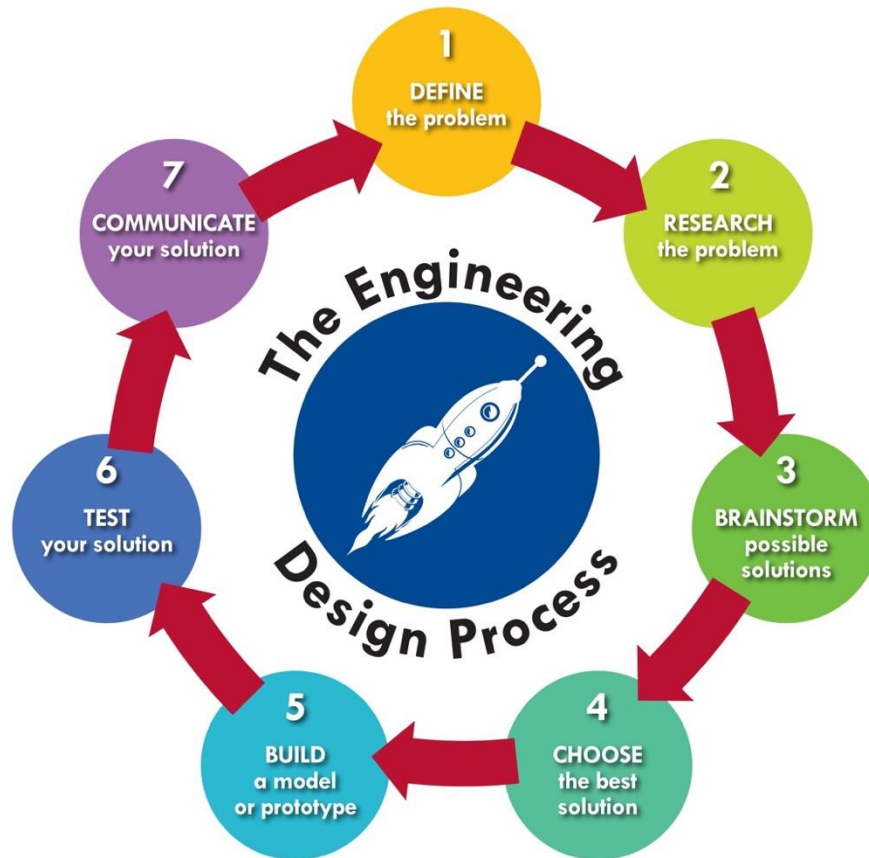 1
DEFINE
the problem
2
RESEARCH
the problem
3
BRAINSTORM
possible
solutions
4
CHOOSE
the best
solution
5
BUILD
a model
or prototype
6
TEST
your solution
7
COMMUNICATE
your solution
The Engineering
Design Process